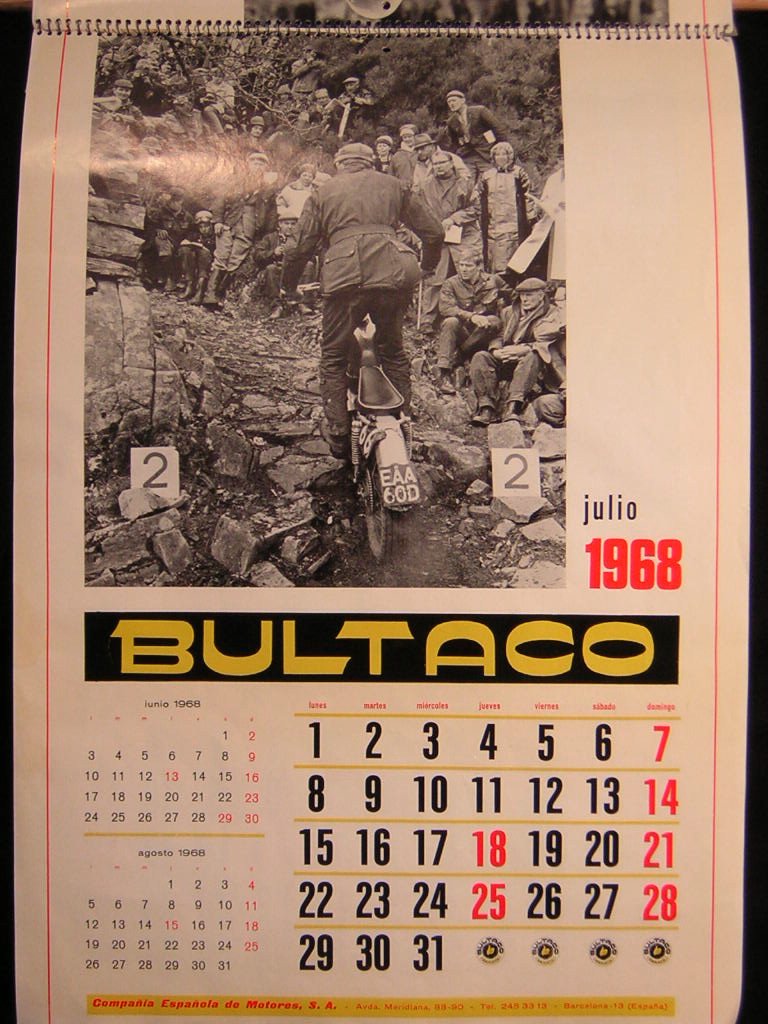 2
2
EAA
60D
julio
1968
BULTACO
junio 1968
l m m j v s d
1 2
3 4 5 6 7 8 9
10 11 12 13 14 15 16
17 18 19 20 21 22 23
24 25 26 27 28 29 30
agosto 1968
l m m j v s d
1 2 3 4
5 6 7 8 9 10 11
12 13 14 15 16 17 18
19 20 21 22 23 24 25
26 27 28 29 30 31
lunes martes miércoles jueves viernes sábado domingo
1 2 3 4 5 6 7
8 9 10 11 12 13 14
15 16 17 18 19 20 21
22 23 24 25 26 27 28
29 30 31 BULTACO BULTACO BULTACO BULTACO
Compañia Española de Motores, S. A. - Avda. Meridiana, 88-90 - Tel. 245 33 13 - Barcelona-13 (España)